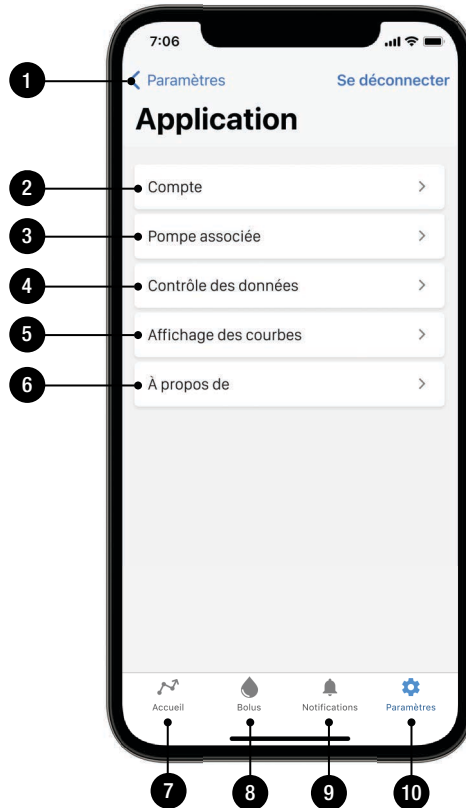 7:06
1
Paramètres
Se déconnecter
Application
2
Compte
3
Pompe associée
4
Contrôle des données
5
Affichage des courbes
6
À propos de
Accueil
Bolus
Notifications
Paramètres
7
8
9
10